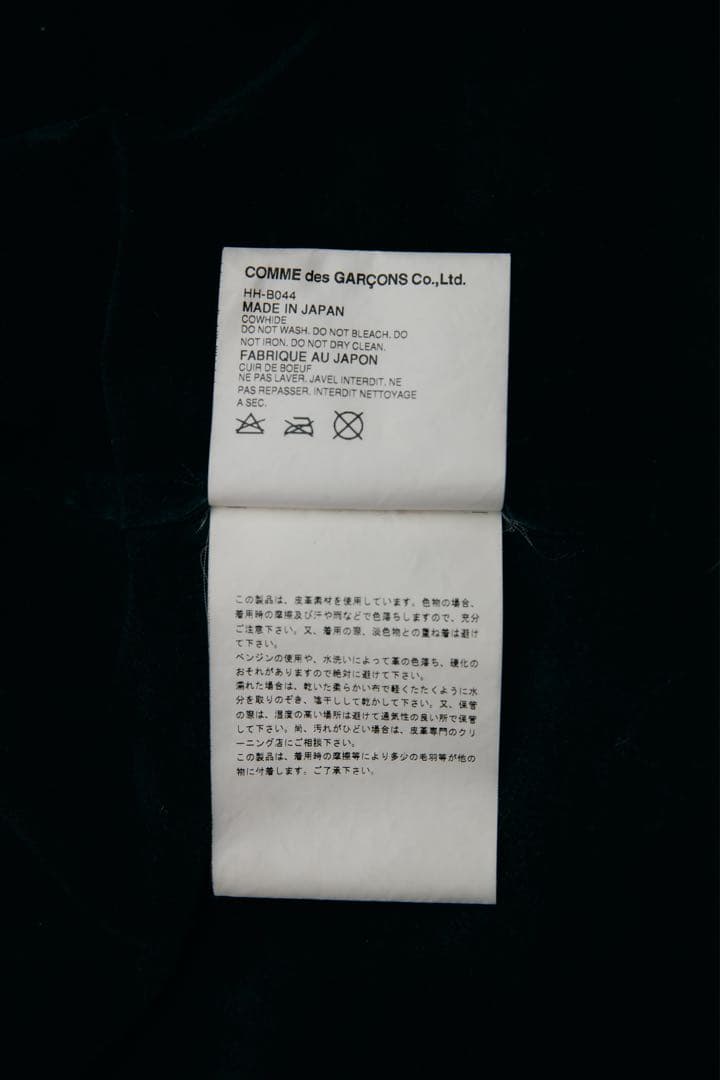 COMME des GARÇONS Co.,Ltd.
HH-B044
MADE IN JAPAN
COWHIDE
DO NOT WASH. DO NOT BLEACH. DO
NOT IRON. DO NOT DRY CLEAN.
FABRIQUE AU JAPON
CUIR DE BOEUF
NE PAS LAVER. JAVEL INTERDIT. NE
PAS REPASSER. INTERDIT NETTOYAGE
A SEC.
この製品は、皮革素材を使用しています。色物の場合、
着用時の摩擦及び汗や雨などで色落ちしますので、充分
ご注意下さい。又、着用の際、淡色物との重ね着は避け
て下さい。
ベンジンの使用や、水洗いによって革の色落ち、硬化の
おそれがありますので絶対に避けて下さい。
濡れた場合は、乾いた柔らかい布で軽くたたくように水
分を取りのぞき、陰干しして乾かして下さい。又、保管
の際は、湿度の高い場所は避けて通気性の良い所で保管
して下さい。尚、汚れがひどい場合は、皮革専門のクリ
ーニング店にご相談下さい。
この製品は、着用時の摩擦等により多少の毛羽等が他の
物に付着します。ご了承下さい。